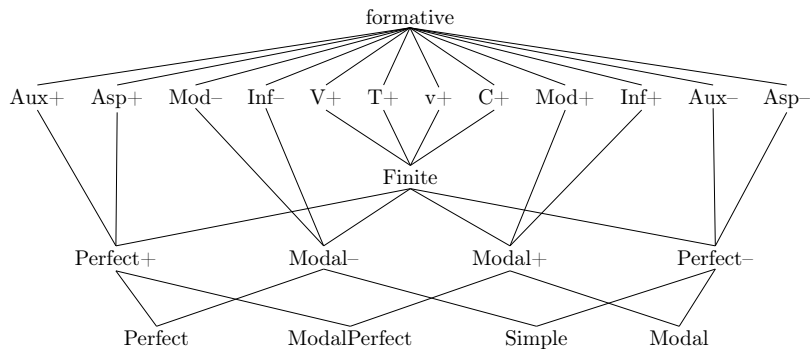 formative
Aux+ Asp+ Mod– Inf– V+ T+ v+ C+ Mod+ Inf+ Aux– Asp–
Finite
Perfect+ Modal– Modal+ Perfect–
Perfect ModalPerfect Simple Modal